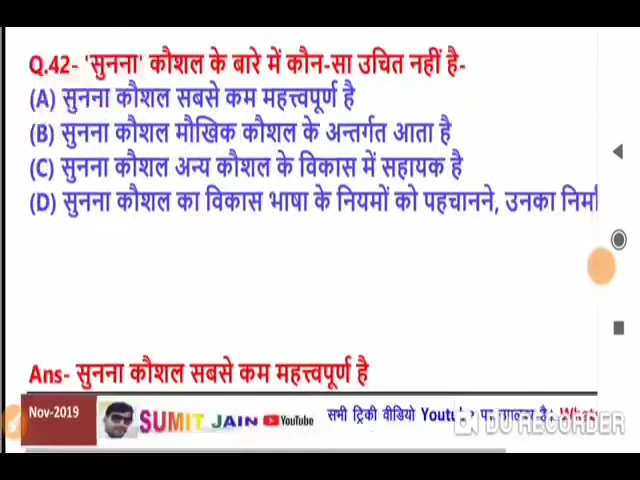 Q.42- 'सुनना' कौशल के बारे में कौन-सा उचित नहीं है-
(A) सुनना कौशल सबसे कम महत्त्वपूर्ण है
(B) सुनना कौशल मौखिक कौशल के अन्तर्गत आता है
(C) सुनना कौशल अन्य कौशल के विकास में सहायक है
(D) सुनना कौशल का विकास भाषा के नियमों को पहचानने, उनका
Ans- सुनना कौशल सबसे कम महत्त्वपूर्ण है
Nov-2019 SUMIT JAIN YouTube सभी ट्रिकी वीडियो Youtube पर
DU RECORDER